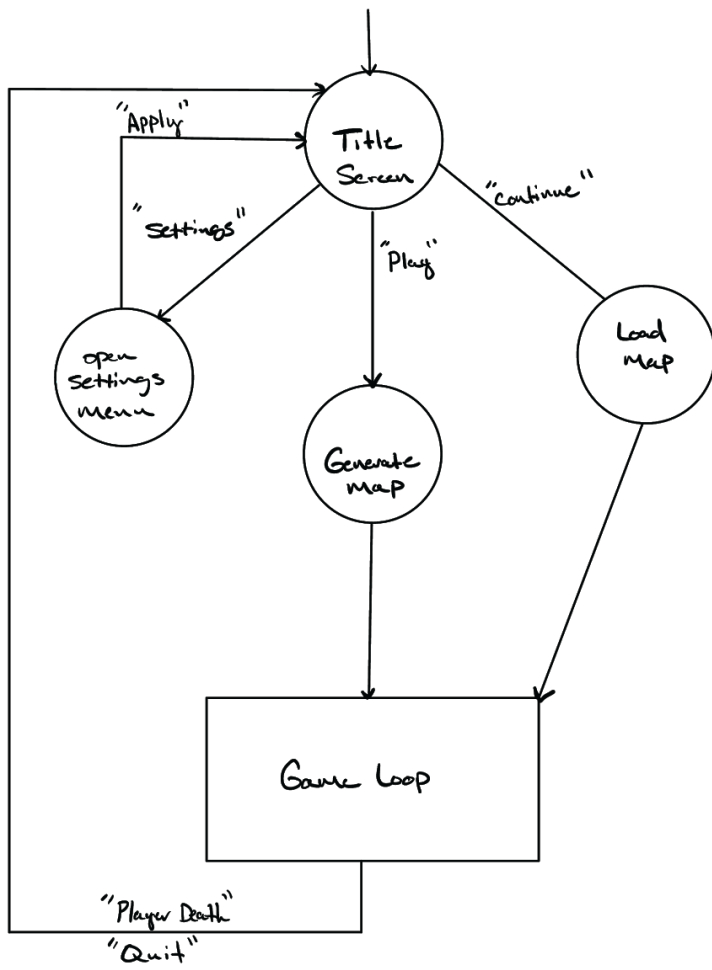 "Apply"
Title
Screen
"Continue"
"Settings"
"Play"
Load
Map
open
settings
menu
Generate
Map
Game Loop
"Player Death"
"Quit"